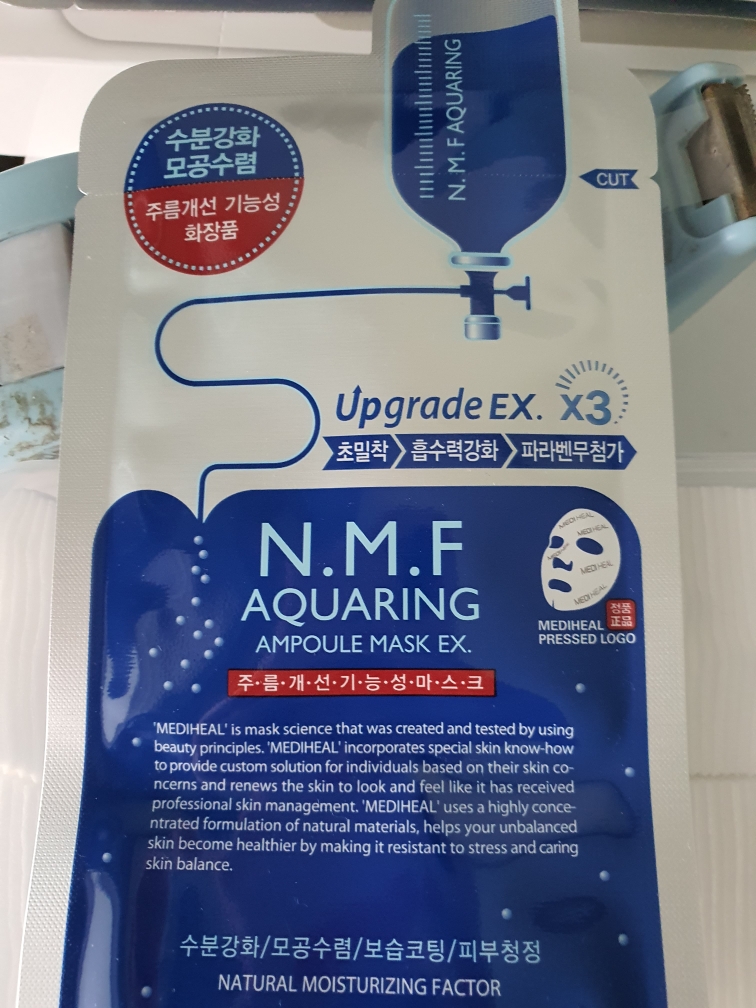 N.M.F AQUARING
수분강화
모공수렴
주름개선 기능성
화장품
CUT
Upgrade EX. x3
초밀착 흡수력강화 파라벤무첨가
N.M.F
AQUARING
AMPOULE MASK EX.
MEDIHEAL
MEDIHEAL
MEDIHEAL
MEDIHEAL
MEDIHEAL 정품
正品
PRESSED LOGO
주·름·개·선·기·능·성·마·스·크
'MEDIHEAL' is mask science that was created and tested by using
beauty principles. 'MEDIHEAL' incorporates special skin know-how
to provide custom solution for individuals based on their skin co-
ncerns and renews the skin to look and feel like it has received
professional skin management. 'MEDIHEAL' uses a highly conce-
ntrated formulation of natural materials, helps your unbalanced
skin become healthier by making it resistant to stress and caring
skin balance.
수분강화/모공수렴/보습코팅/피부청정
NATURAL MOISTURIZING FACTOR